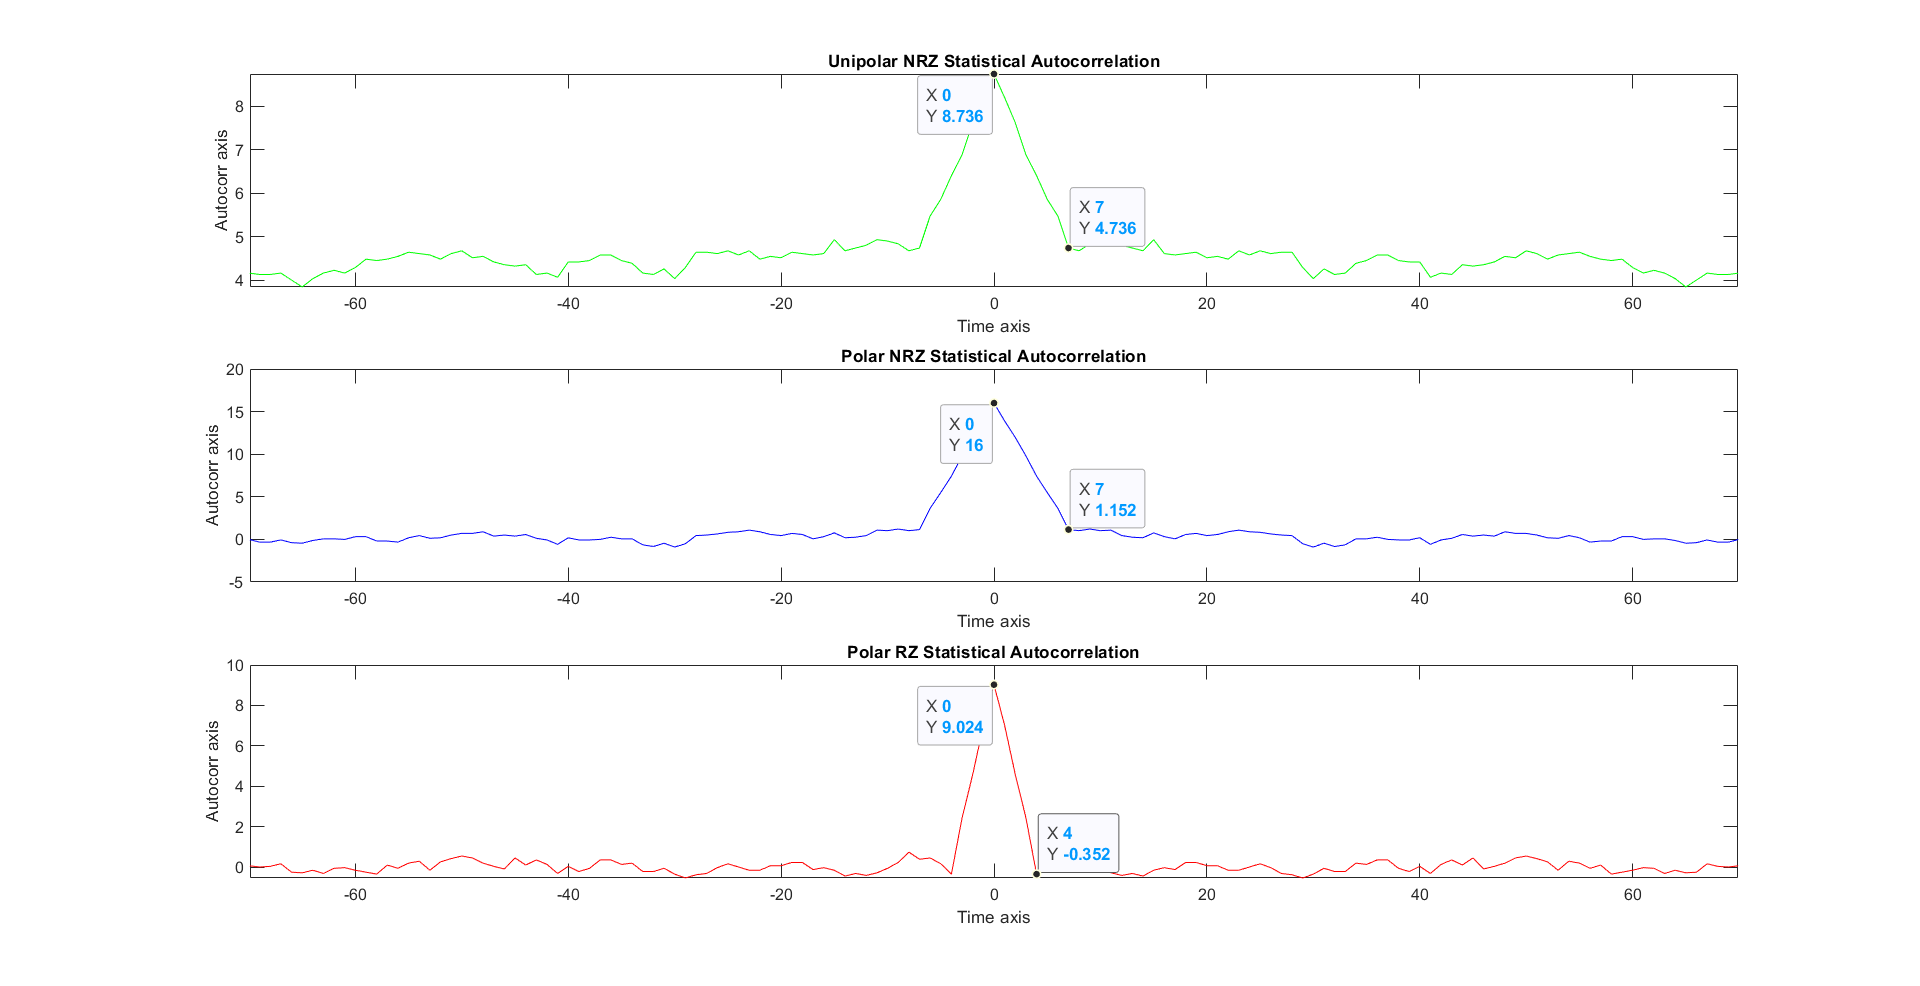 Unipolar NRZ Statistical Autocorrelation
X 0
Y 8.736
X 7
Y 4.736
8
7
6
5
4
Autocorr axis
-60 -40 -20 0 20 40 60
Time axis
Polar NRZ Statistical Autocorrelation
X 0
Y 16
X 7
Y 1.152
20
15
10
5
0
-5
Autocorr axis
-60 -40 -20 0 20 40 60
Time axis
Polar RZ Statistical Autocorrelation
X 0
Y 9.024
X 4
Y -0.352
10
8
6
4
2
0
Autocorr axis
-60 -40 -20 0 20 40 60
Time axis